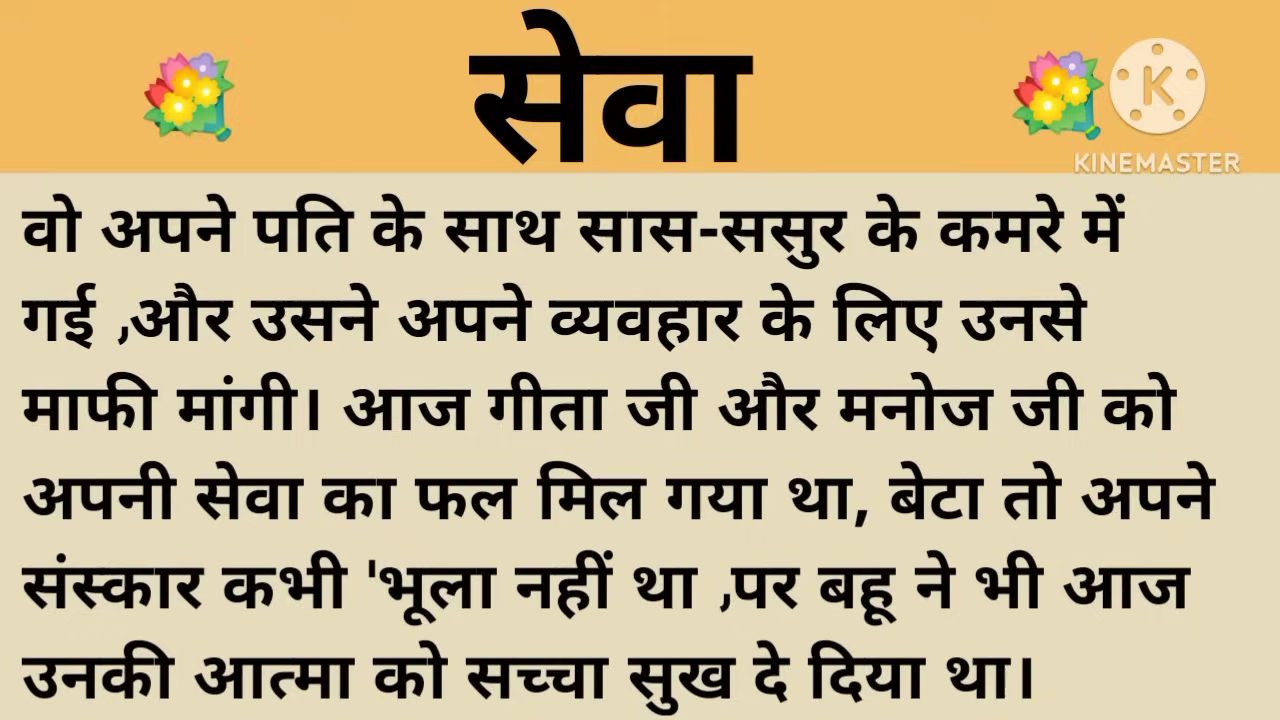 सेवा
K
KINEMASTER
वो अपने पति के साथ सास-ससुर के कमरे में
गई ,और उसने अपने व्यवहार के लिए उनसे
माफी मांगी। आज गीता जी और मनोज जी को
अपनी सेवा का फल मिल गया था, बेटा तो अपने
संस्कार कभी 'भूला नहीं था ,पर बहू ने भी आज
उनकी आत्मा को सच्चा सुख दे दिया था।